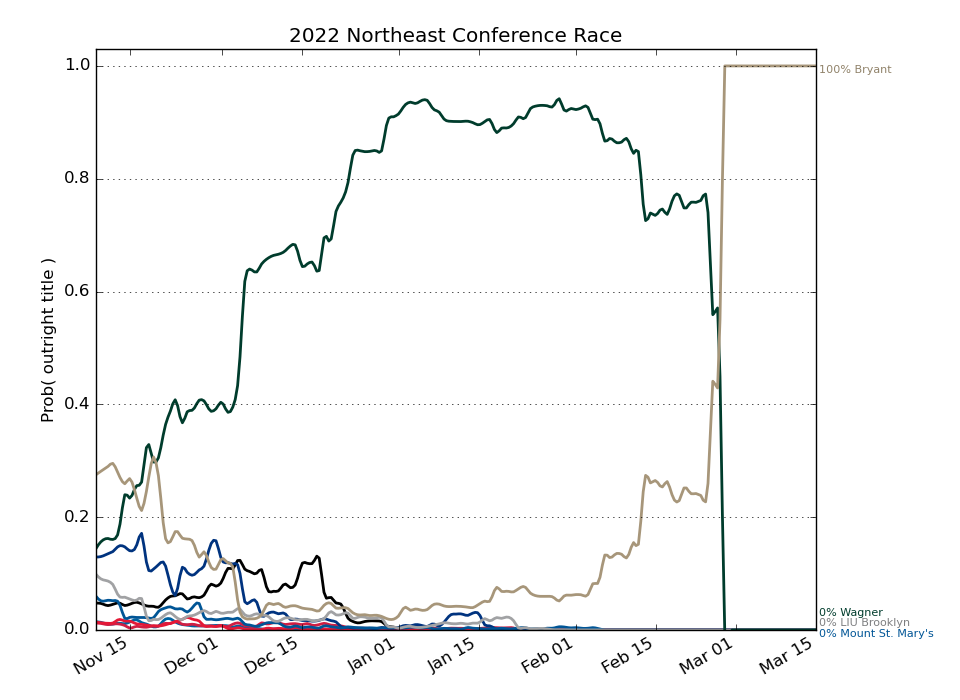 2022 Northeast Conference Race
Prob( outright title )
1.0
0.8
0.6
0.4
0.2
0.0
100% Bryant
0% Wagner
0% LIU Brooklyn
0% Mount St. Mary's
Nov 15
Dec 01
Dec 15
Jan 01
Jan 15
Feb 01
Feb 15
Mar 01
Mar 15